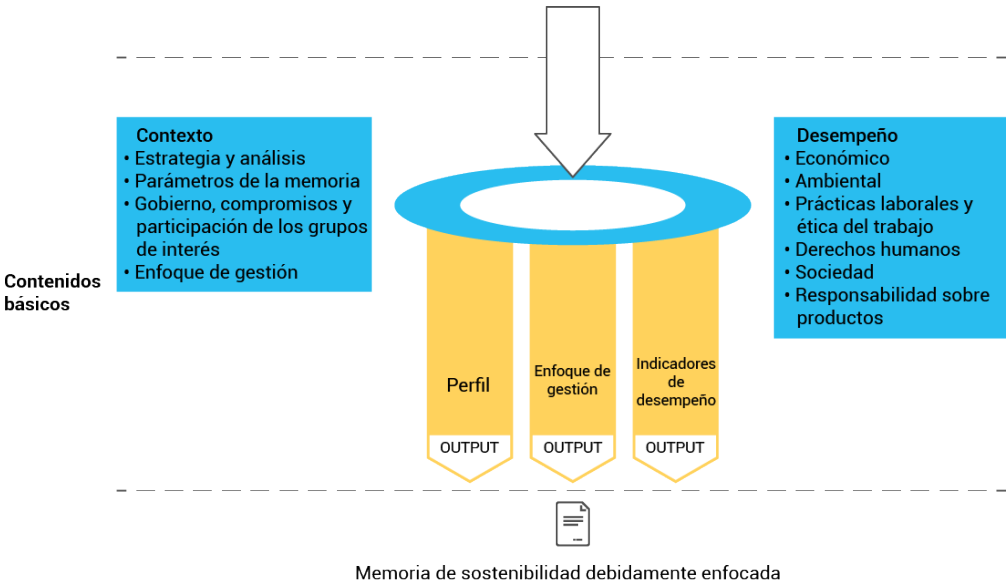 Contexto
• Estrategia y análisis
• Parámetros de la memoria
• Gobierno, compromisos y
participación de los grupos
de interés
• Enfoque de gestión
Desempeño
• Económico
• Ambiental
• Prácticas laborales y
ética del trabajo
• Derechos humanos
• Sociedad
• Responsabilidad sobre
productos
Contenidos
básicos
Perfil
OUTPUT
Enfoque de
gestión
OUTPUT
Indicadores
de
desempeño
OUTPUT
Memoria de sostenibilidad debidamente enfocada